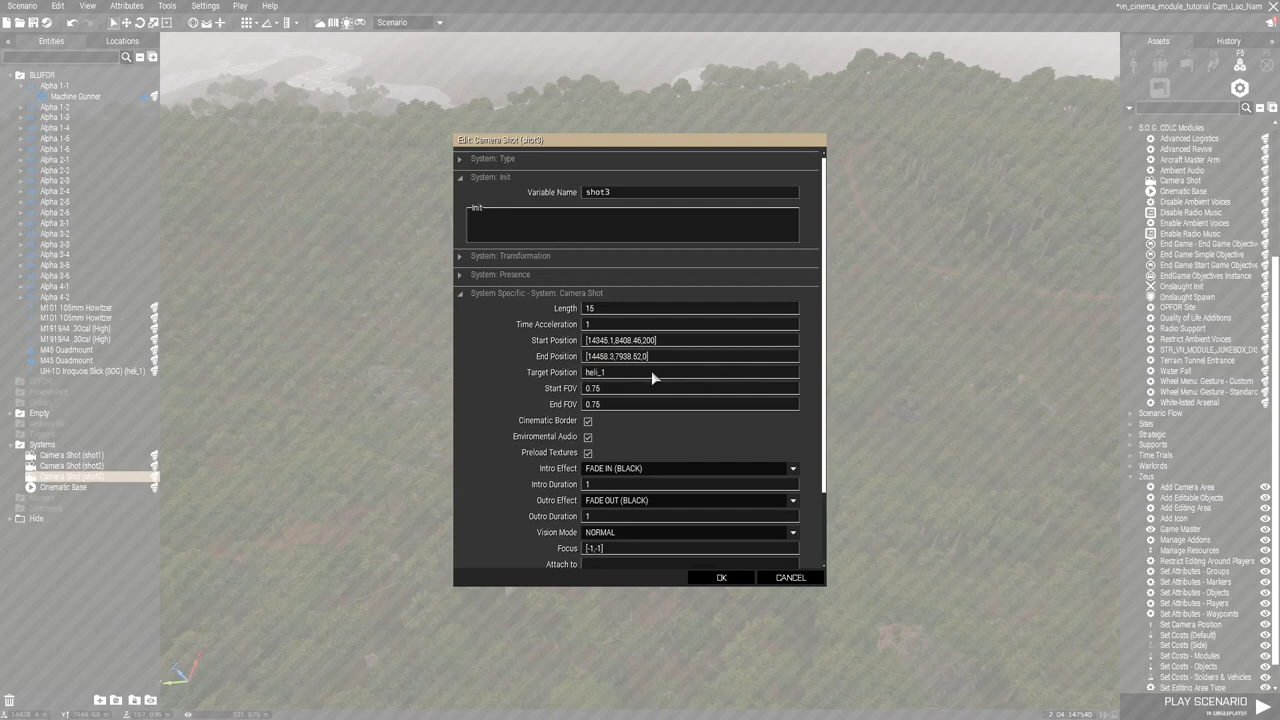 Scenario Edit View Attributes Tools Settings Play Help
*vn_cinema_module_tutorial.Cam_Lao_Nam
Scenario
Entities Locations
Assets History
F1 F2 F3 F4 F5 F6
BLUFOR
Alpha 1-1
Machine Gunner
Alpha 1-2
Alpha 1-3
Alpha 1-4
Alpha 1-5
Alpha 1-6
Alpha 2-1
Alpha 2-2
Alpha 2-3
Alpha 2-4
Alpha 2-5
Alpha 2-6
Alpha 3-1
Alpha 3-2
Alpha 3-3
Alpha 3-4
Alpha 3-5
Alpha 3-6
Alpha 4-1
Alpha 4-2
M101 105mm Howitzer
M101 105mm Howitzer
M1919A4 .30cal (High)
M1919A4 .30cal (High)
M45 Quadmount
M45 Quadmount
UH-1D Iroquois Slick (SOG) (heli_1)
Empty
Systems
Camera Shot (shot1)
Camera Shot (shot2)
Camera Shot (shot3)
Cinematic Base
Hide
Edit: Camera Shot (shot3)
System: Type
System: Init
Variable Name shot3
Init
System: Transformation
System: Presence
System Specific - System: Camera Shot
Length 15
Time Acceleration 1
Start Position [14345.1,8408.46,200]
End Position [14458.3,7938.52,0]
Target Position heli_1
Start FOV 0.75
End FOV 0.75
Cinematic Border
Enviromental Audio
Preload Textures
Intro Effect FADE IN (BLACK)
Intro Duration 1
Outro Effect FADE OUT (BLACK)
Outro Duration 1
Vision Mode NORMAL
Focus [-1,-1]
Attach to
OK CANCEL
S.O.G. CDLC Modules
Advanced Logistics
Advanced Revive
Aircraft Master Arm
Ambient Audio
Camera Shot
Cinematic Base
Disable Ambient Voices
Disable Radio Music
Enable Ambient Voices
Enable Radio Music
End Game - End Game Objective
End Game Simple Objective
End Game Start Game Objective
EndGame Objectives Instance
Onslaught Init
Onslaught Spawn
OPFOR Site
Quality of Life Additions
Radio Support
Restrict Ambient Voices
STR_VN_MODULE_JUKEBOX_DIS
Terrain Tunnel Entrance
Water Fall
Wheel Menu: Gesture - Custom
Wheel Menu: Gesture - Standard
White-listed Arsenal
Scenario Flow
Sites
Strategic
Supports
Time Trials
Warlords
Zeus
Add Camera Area
Add Editable Objects
Add Editing Area
Add Icon
Game Master
Manage Addons
Manage Resources
Restrict Editing Around Players
Set Attributes - Groups
Set Attributes - Markers
Set Attributes - Objects
Set Attributes - Players
Set Attributes - Waypoints
Set Camera Position
Set Costs (Default)
Set Costs (Side)
Set Costs - Modules
Set Costs - Objects
Set Costs - Soldiers & Vehicles
Set Editing Area Type
PLAY SCENARIO
IN SINGLEPLAYER
2.04.147540